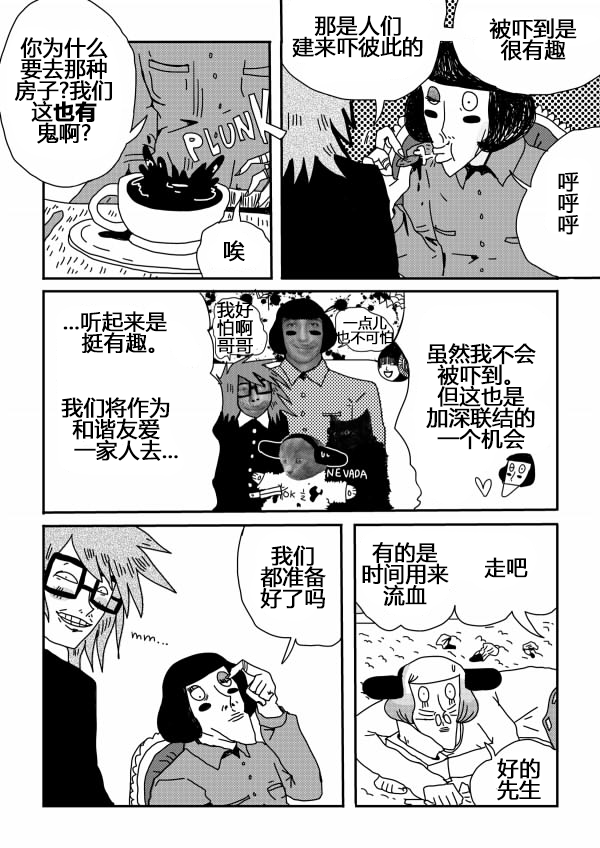 你为什么
要去那种
房子?我们
这也有
鬼啊?
PLUNK
唉
那是人们
建来吓彼此的
被吓到是
很有趣
呼
呼
呼
...听起来是
挺有趣。
我们将作为
和谐友爱
一家人去...
我好
怕啊
哥哥
一点儿
也不可怕
NEVADA
虽然我不会
被吓到。
但这也是
加深联结的
一个机会
mm...
我们
都准备
好了吗
有的是
时间用来
流血
走吧
好的
先生